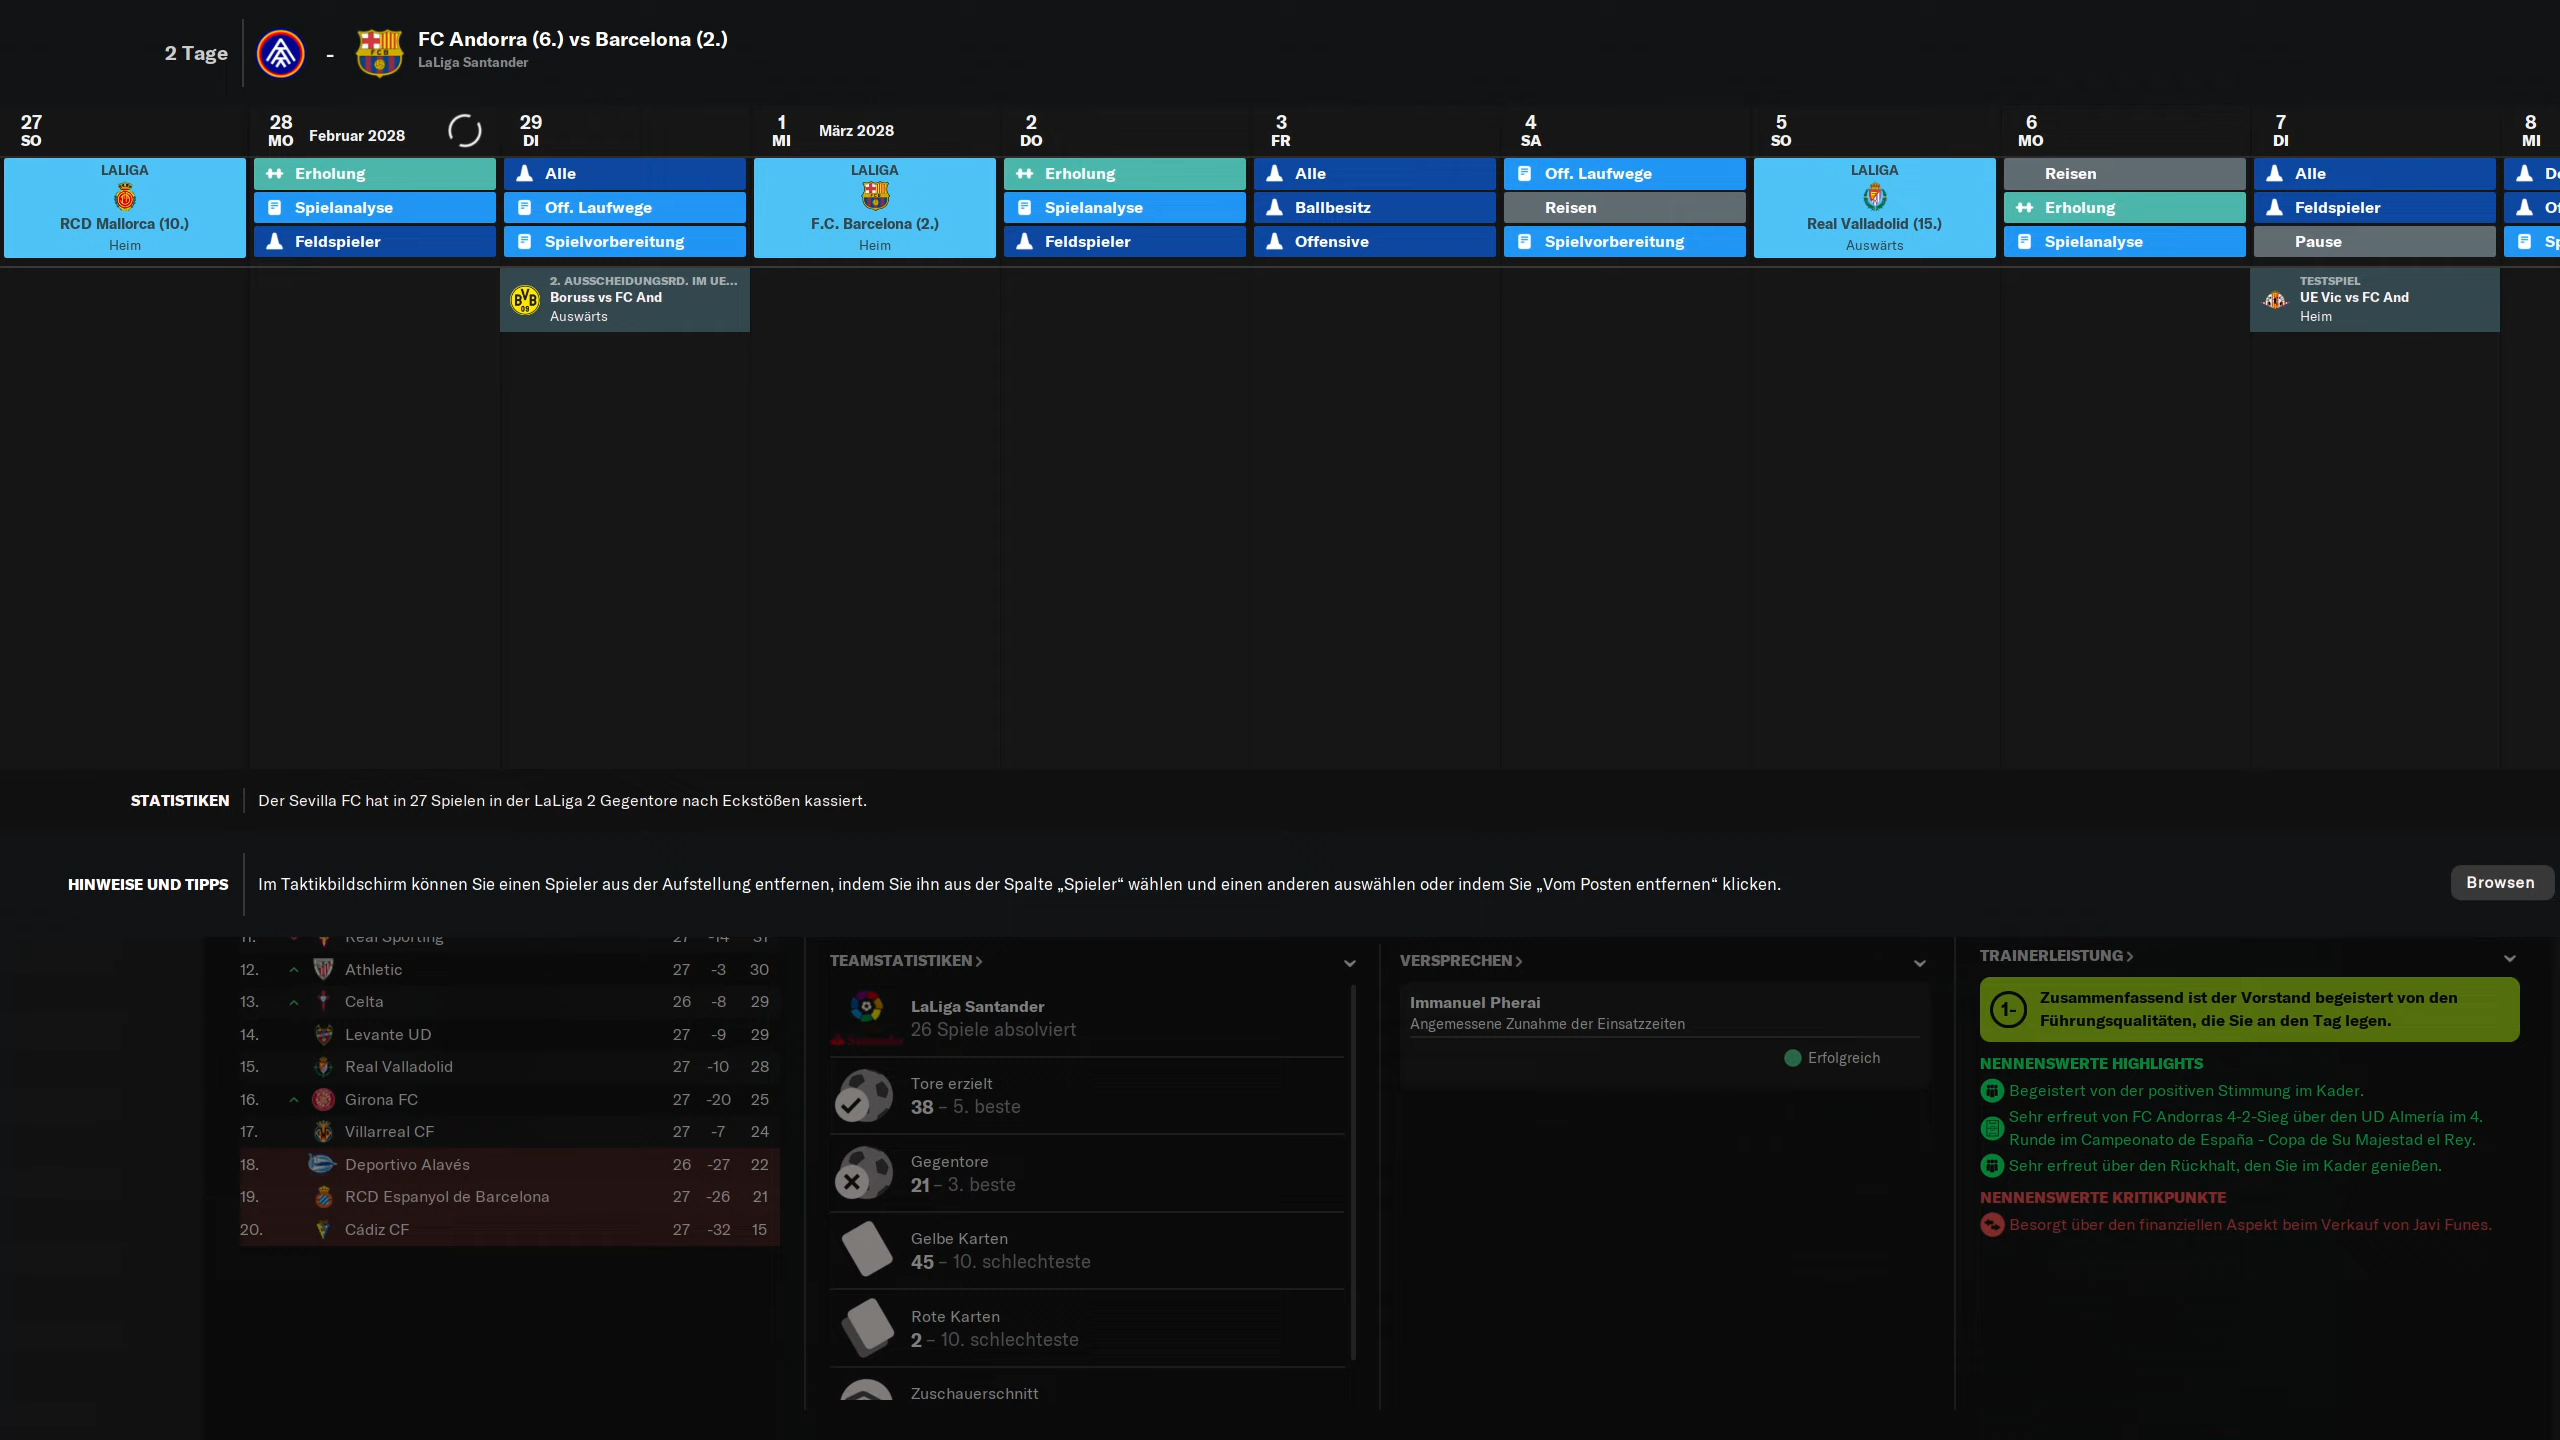 2 Tage
FC Andorra (6.) vs Barcelona (2.)
LaLiga Santander
27 SO
28 MO Februar 2028
29 DI
1 MI März 2028
2 DO
3 FR
4 SA
5 SO
6 MO
7 DI
8 MI
LALIGA
RCD Mallorca (10.)
Heim
Erholung
Spielanalyse
Feldspieler
Alle
Off. Laufwege
Spielvorbereitung
LALIGA
F.C. Barcelona (2.)
Heim
Erholung
Spielanalyse
Feldspieler
Alle
Ballbesitz
Offensive
Off. Laufwege
Reisen
Spielvorbereitung
LALIGA
Real Valladolid (15.)
Auswärts
Reisen
Erholung
Spielanalyse
Alle
Feldspieler
Pause
2. AUSSCHEIDUNGSRD. IM UE...
Boruss vs FC And
Auswärts
TESTSPIEL
UE Vic vs FC And
Heim
STATISTIKEN
Der Sevilla FC hat in 27 Spielen in der LaLiga 2 Gegentore nach Eckstößen kassiert.
HINWEISE UND TIPPS
Im Taktikbildschirm können Sie einen Spieler aus der Aufstellung entfernen, indem Sie ihn aus der Spalte „Spieler“ wählen und einen anderen auswählen oder indem Sie „Vom Posten entfernen“ klicken.
Browsen
11. Real Sporting 27 -14 31
12. Athletic 27 -3 30
13. Celta 26 -8 29
14. Levante UD 27 -9 29
15. Real Valladolid 27 -10 28
16. Girona FC 27 -20 25
17. Villarreal CF 27 -7 24
18. Deportivo Alavés 26 -27 22
19. RCD Espanyol de Barcelona 27 -26 21
20. Cádiz CF 27 -32 15
TEAMSTATISTIKEN
LaLiga Santander
26 Spiele absolviert
Tore erzielt
38 – 5. beste
Gegentore
21 – 3. beste
Gelbe Karten
45 – 10. schlechteste
Rote Karten
2 – 10. schlechteste
Zuschauerschnitt
VERSPRECHEN
Immanuel Pherai
Angemessene Zunahme der Einsatzzeiten
Erfolgreich
TRAINERLEISTUNG
1-
Zusammenfassend ist der Vorstand begeistert von den
Führungsqualitäten, die Sie an den Tag legen.
NENNENSWERTE HIGHLIGHTS
Begeistert von der positiven Stimmung im Kader.
Sehr erfreut von FC Andorras 4-2-Sieg über den UD Almería im 4.
Runde im Campeonato de España - Copa de Su Majestad el Rey.
Sehr erfreut über den Rückhalt, den Sie im Kader genießen.
NENNENSWERTE KRITIKPUNKTE
Besorgt über den finanziellen Aspekt beim Verkauf von Javi Funes.